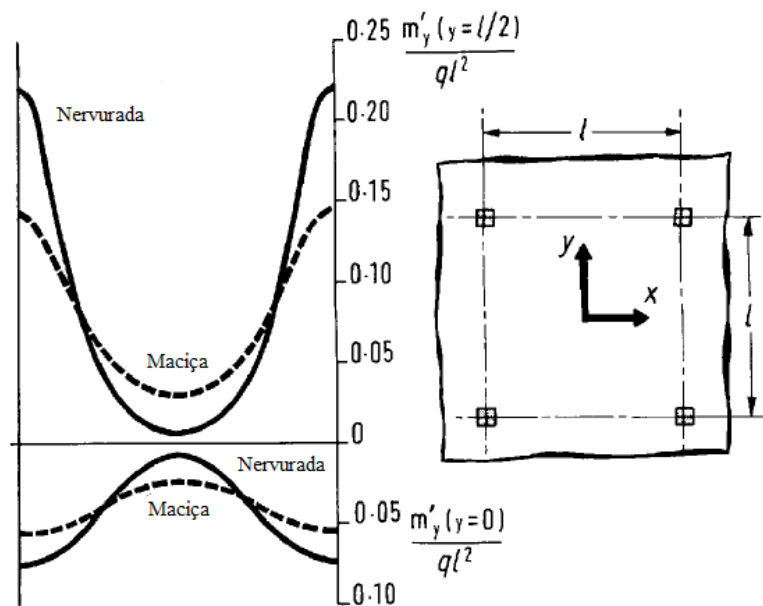 0·25 m′y (y=l/2)
ql²
Nervurada
0·20
0·15
0·10
Maciça
0·05
0
Nervurada
Maciça
0·05 m′y (y=0)
ql²
0·10
l
y
x
l